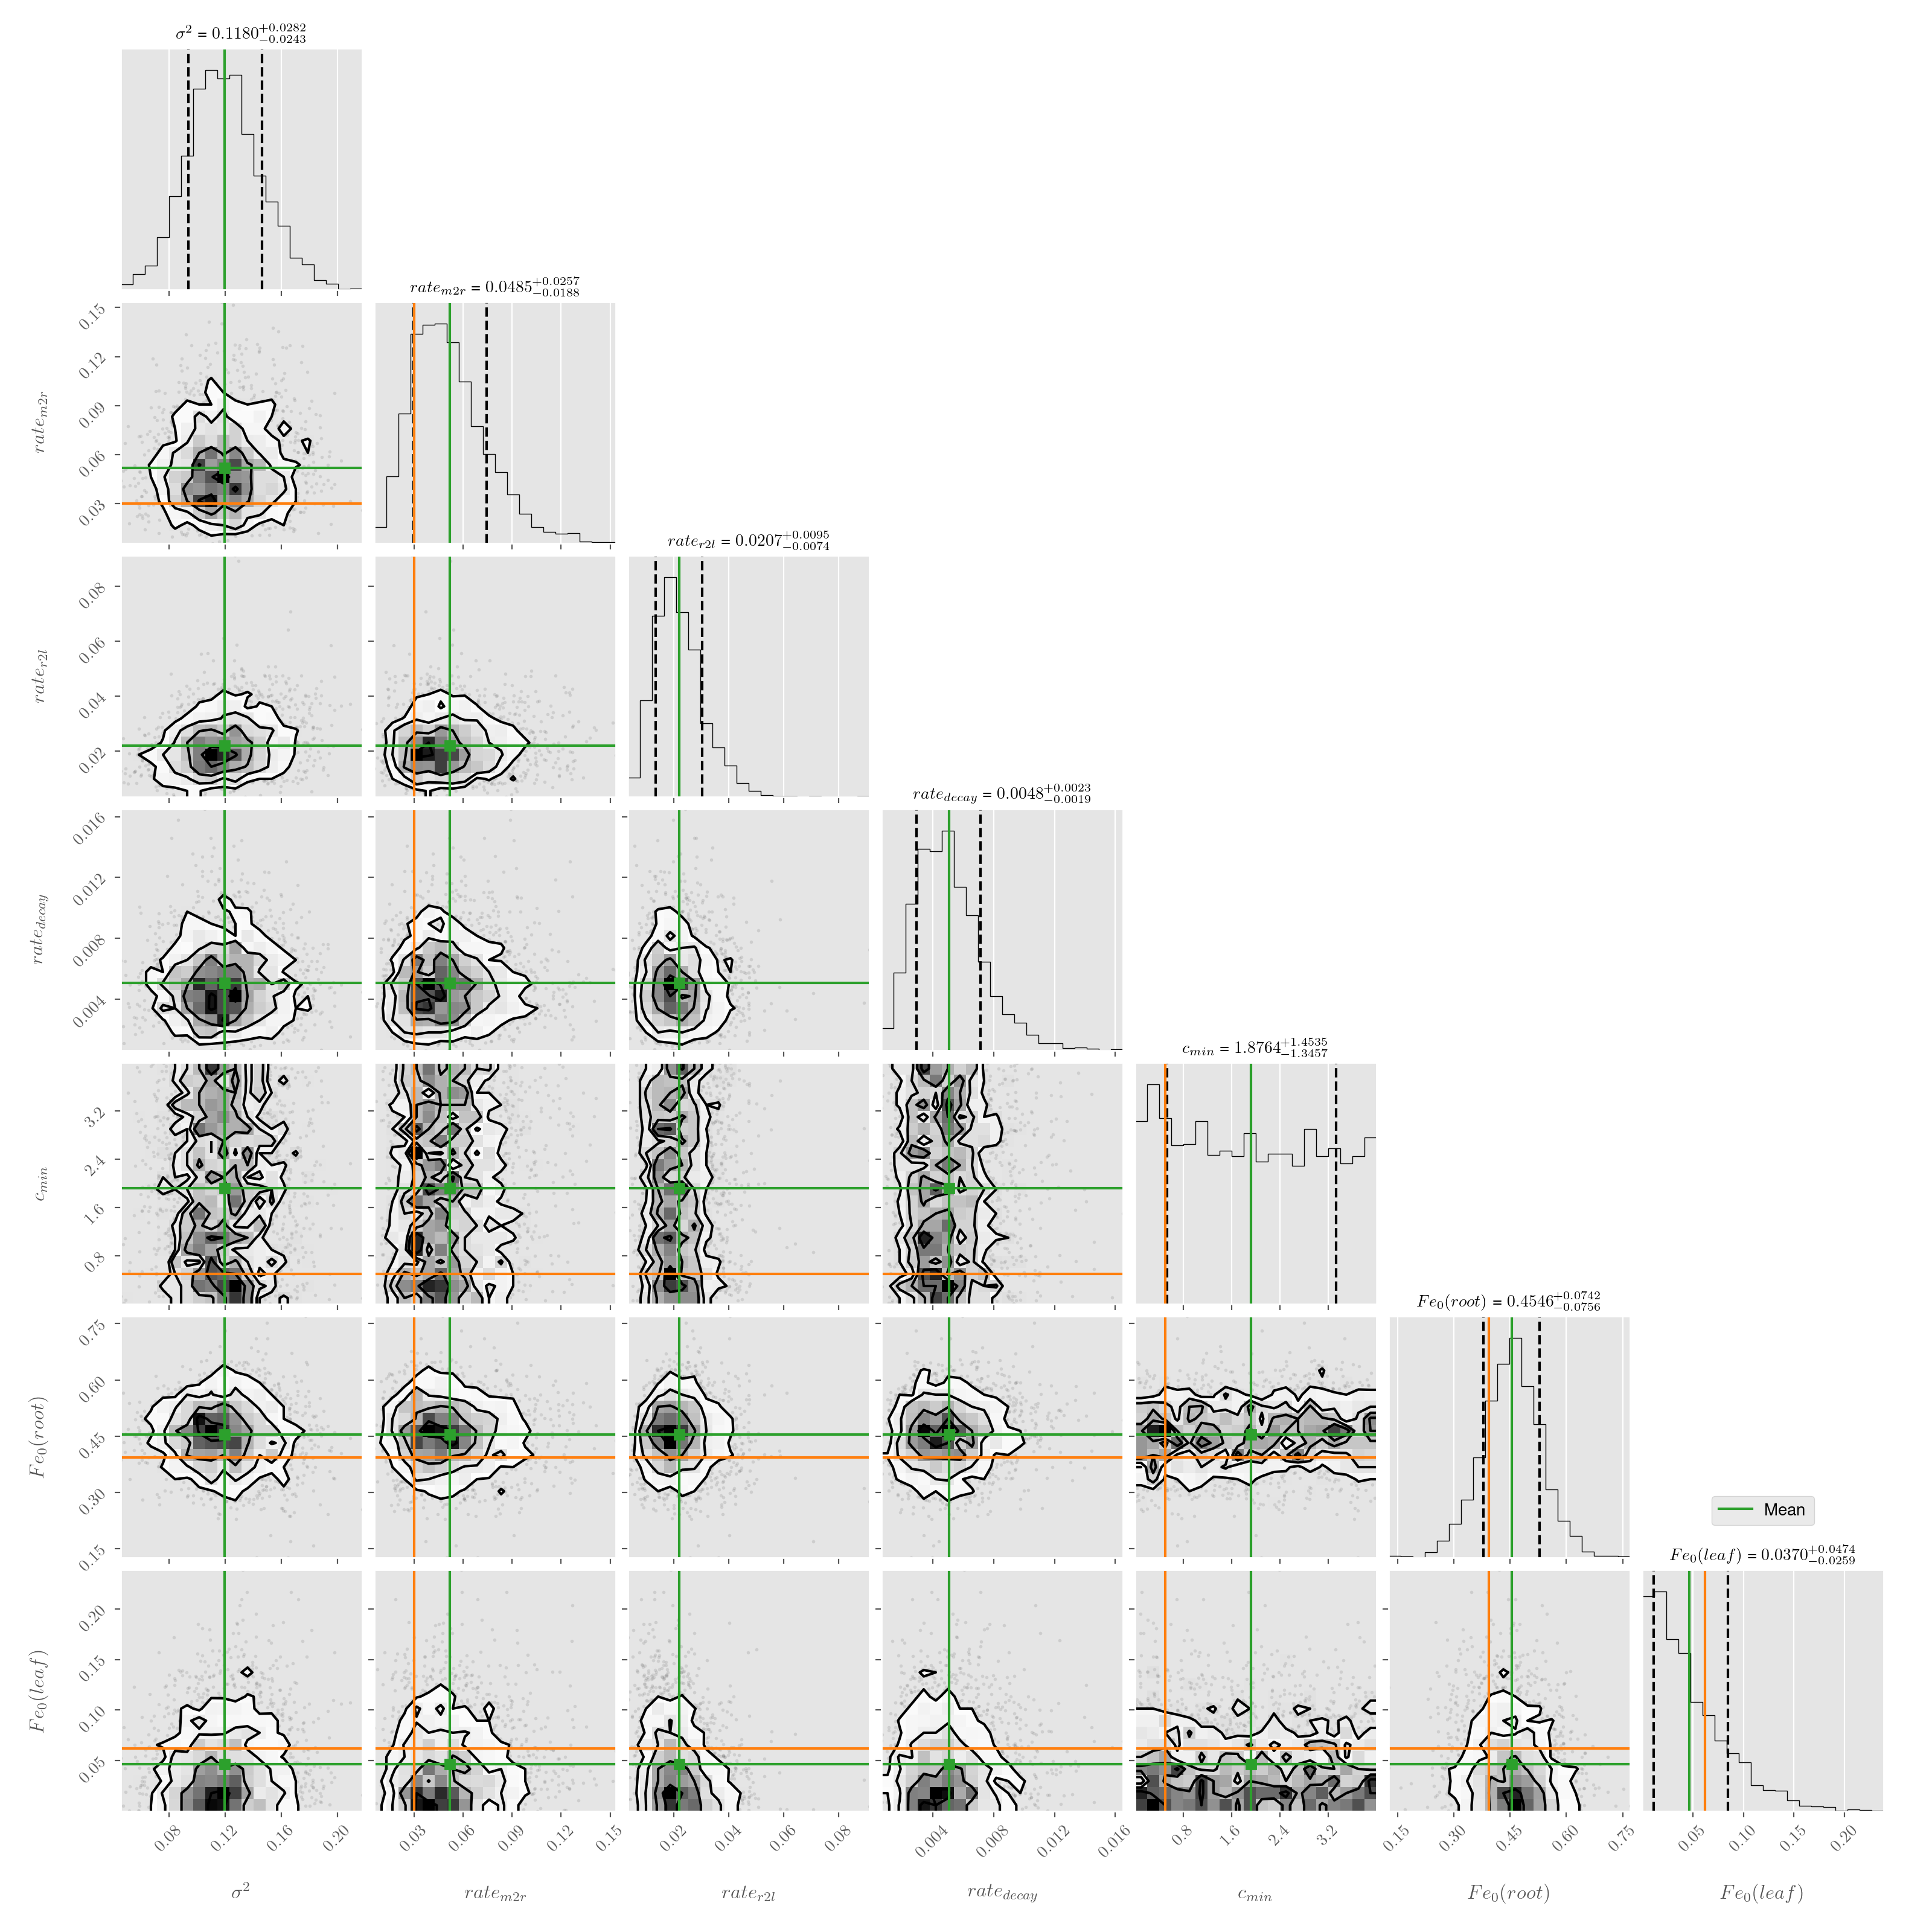 σ² = 0.1180 +0.0282 −0.0243
rate_m2r = 0.0485 +0.0257 −0.0188
0.15
0.12
0.09
0.06
0.03
rate_m2r
rate_r2l = 0.0207 +0.0095 −0.0074
0.08
0.06
0.04
0.02
rate_r2l
rate_decay = 0.0048 +0.0023 −0.0019
0.016
0.012
0.008
0.004
rate_decay
c_min = 1.8764 +1.4535 −1.3457
3.2
2.4
1.6
0.8
c_min
Fe₀(root) = 0.4546 +0.0742 −0.0756
0.75
0.60
0.45
0.30
0.15
Fe₀(root)
Mean
Fe₀(leaf) = 0.0370 +0.0474 −0.0259
0.20
0.15
0.10
0.05
Fe₀(leaf)
0.08 0.12 0.16 0.20 0.03 0.06 0.09 0.12 0.15 0.02 0.04 0.06 0.08 0.004 0.008 0.012 0.016 0.8 1.6 2.4 3.2 0.15 0.30 0.45 0.60 0.75 0.05 0.10 0.15 0.20
σ² rate_m2r rate_r2l rate_decay c_min Fe₀(root) Fe₀(leaf)